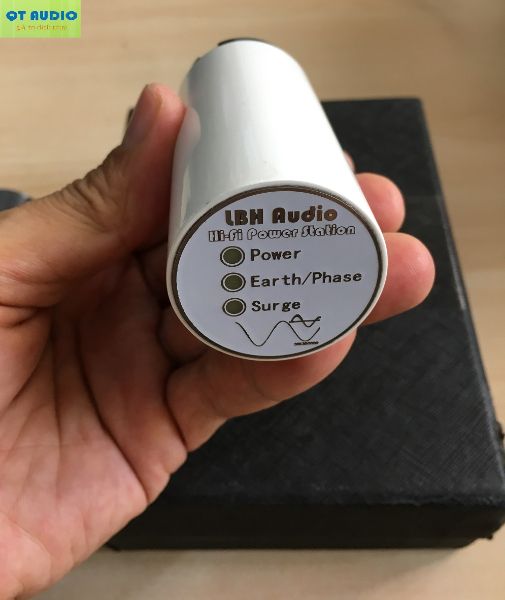 QT AUDIO
LBH Audio
Hi-Fi Power Station
Power
Earth/Phase
Surge